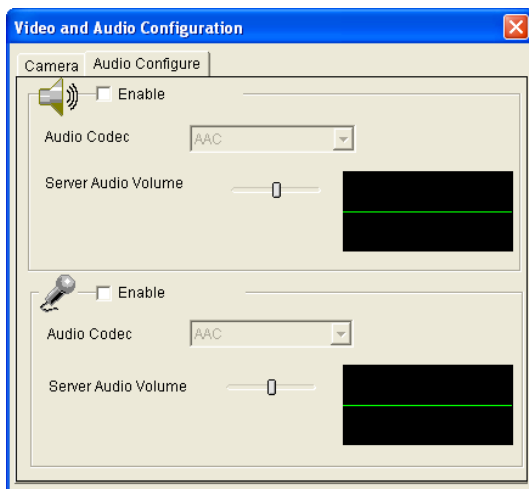 Video and Audio Configuration
Camera
Audio Configure
Enable
Audio Codec
AAC
Server Audio Volume
Enable
Audio Codec
AAC
Server Audio Volume